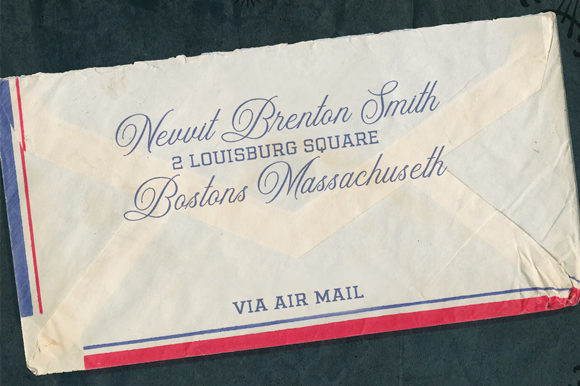 Nevvit Brenton Smith
2 LOUISBURG SQUARE
Bostons Massachuseth
VIA AIR MAIL